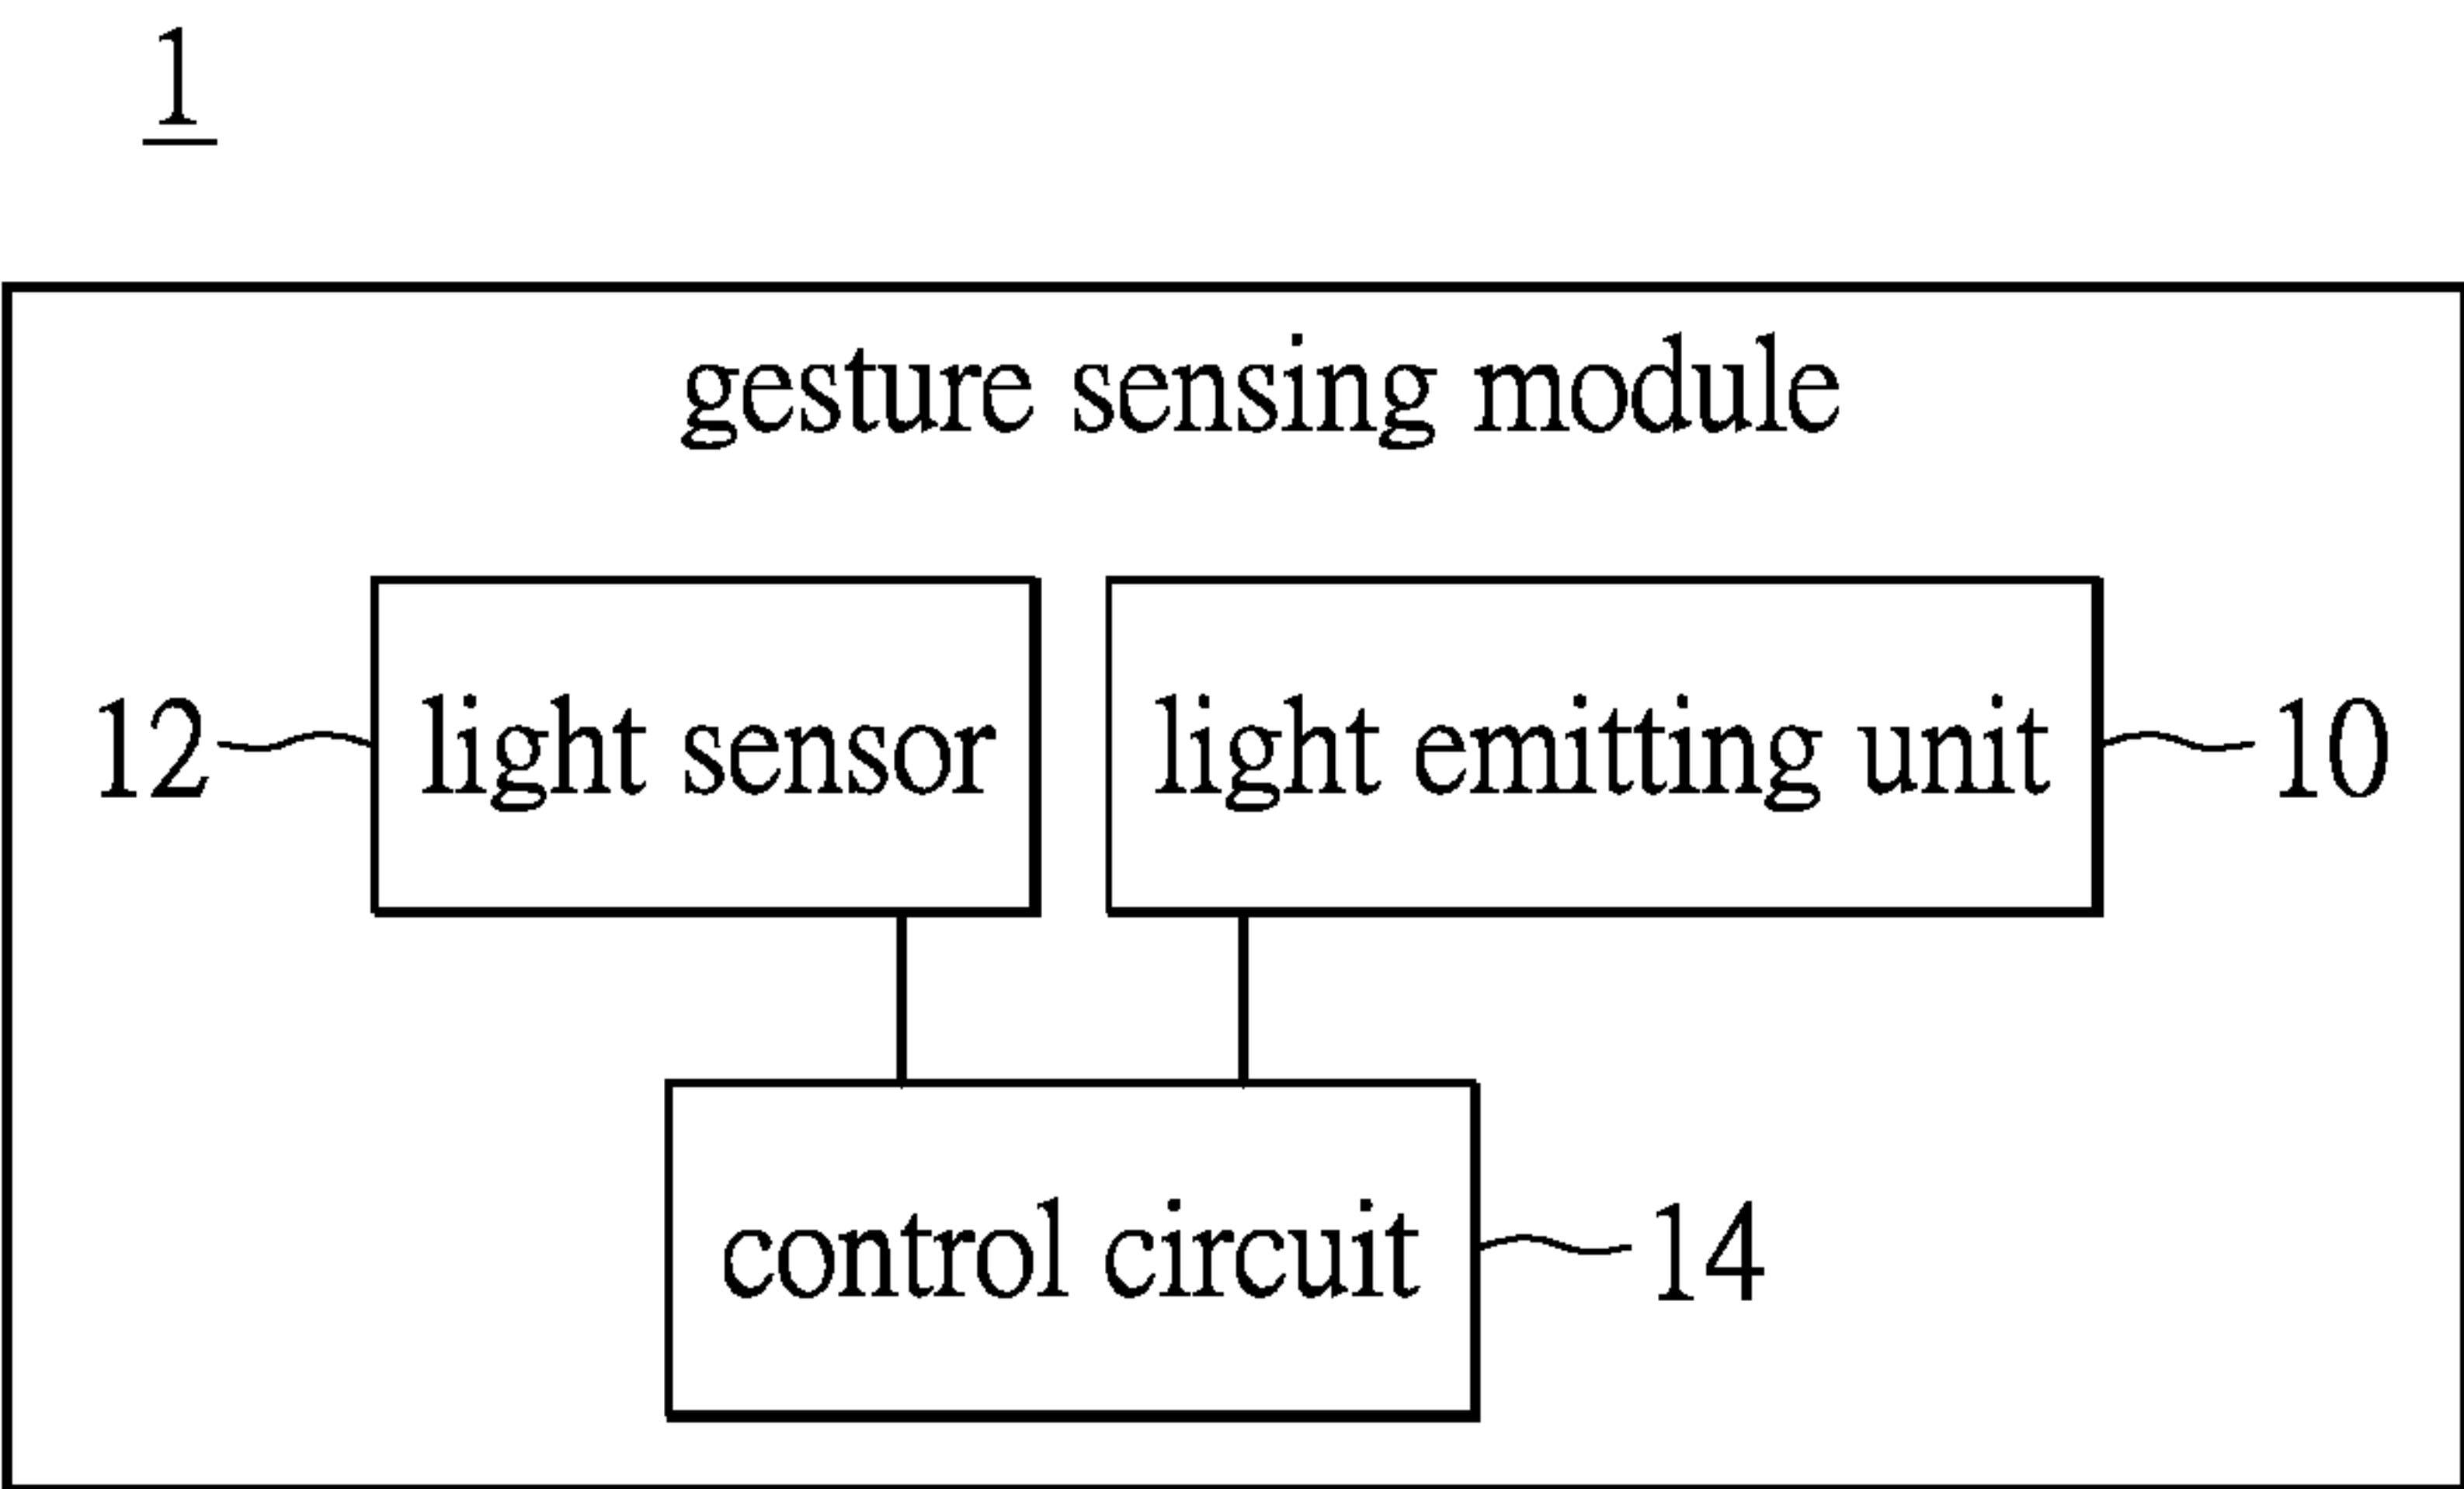 1
gesture sensing module
12 light sensor light emitting unit 10
control circuit 14